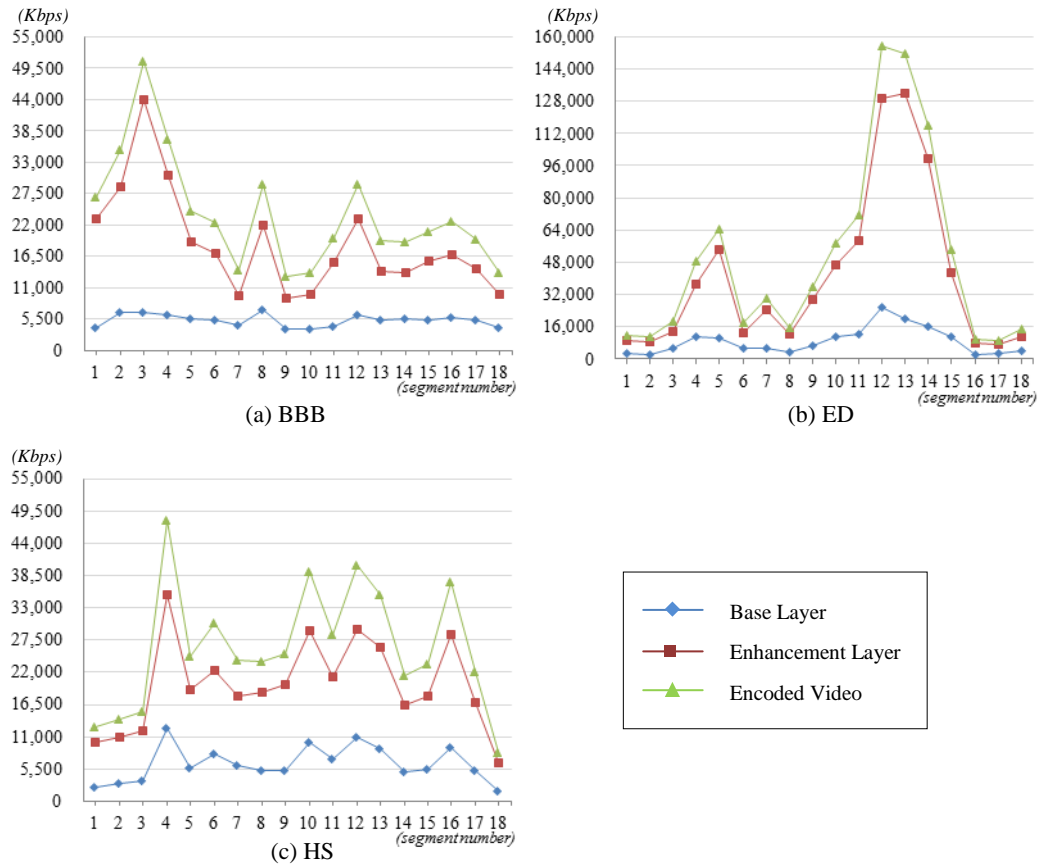 (Kbps)
55,000
49,500
44,000
38,500
33,000
27,500
22,000
16,500
11,000
5,500
0
1 2 3 4 5 6 7 8 9 10 11 12 13 14 15 16 17 18
(segmentnumber)
(a) BBB
(Kbps)
160,000
144,000
128,000
112,000
96,000
80,000
64,000
48,000
32,000
16,000
0
1 2 3 4 5 6 7 8 9 10 11 12 13 14 15 16 17 18
(segmentnumber)
(b) ED
(Kbps)
55,000
49,500
44,000
38,500
33,000
27,500
22,000
16,500
11,000
5,500
0
1 2 3 4 5 6 7 8 9 10 11 12 13 14 15 16 17 18
(segmentnumber)
(c) HS
Base Layer
Enhancement Layer
Encoded Video